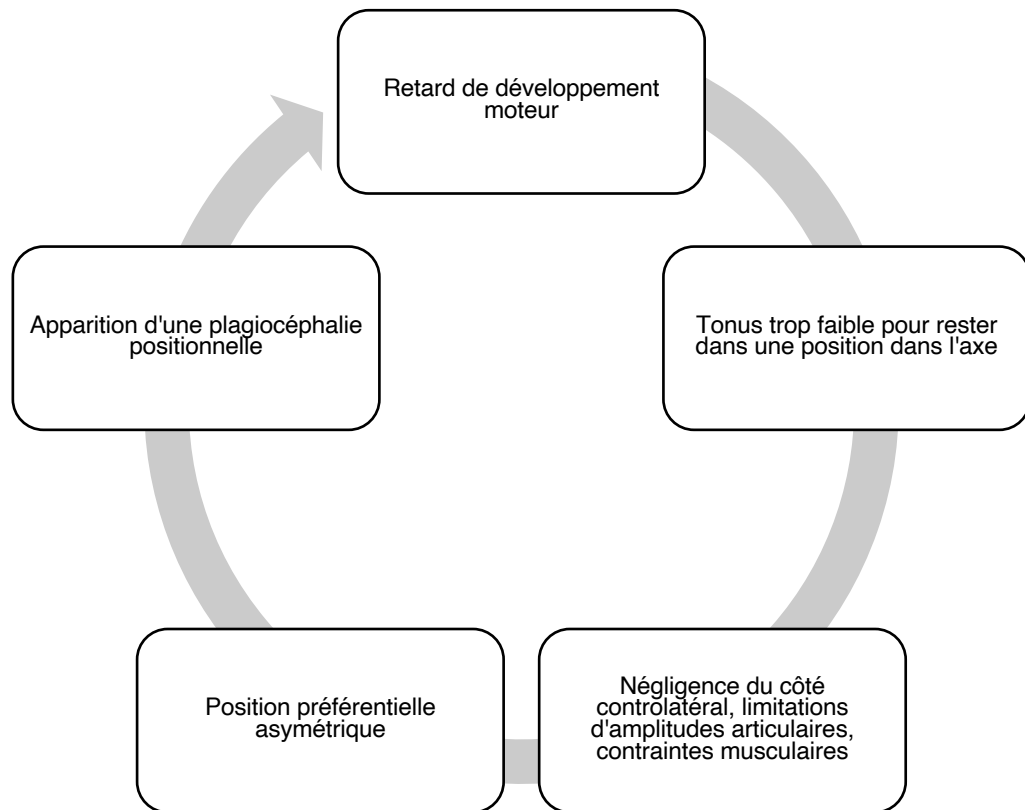 Retard de développement
moteur
Tonus trop faible pour rester
dans une position dans l'axe
Négligence du côté
controlatéral, limitations
d'amplitudes articulaires,
contraintes musculaires
Position préférentielle
asymétrique
Apparition d'une plagiocéphalie
positionnelle